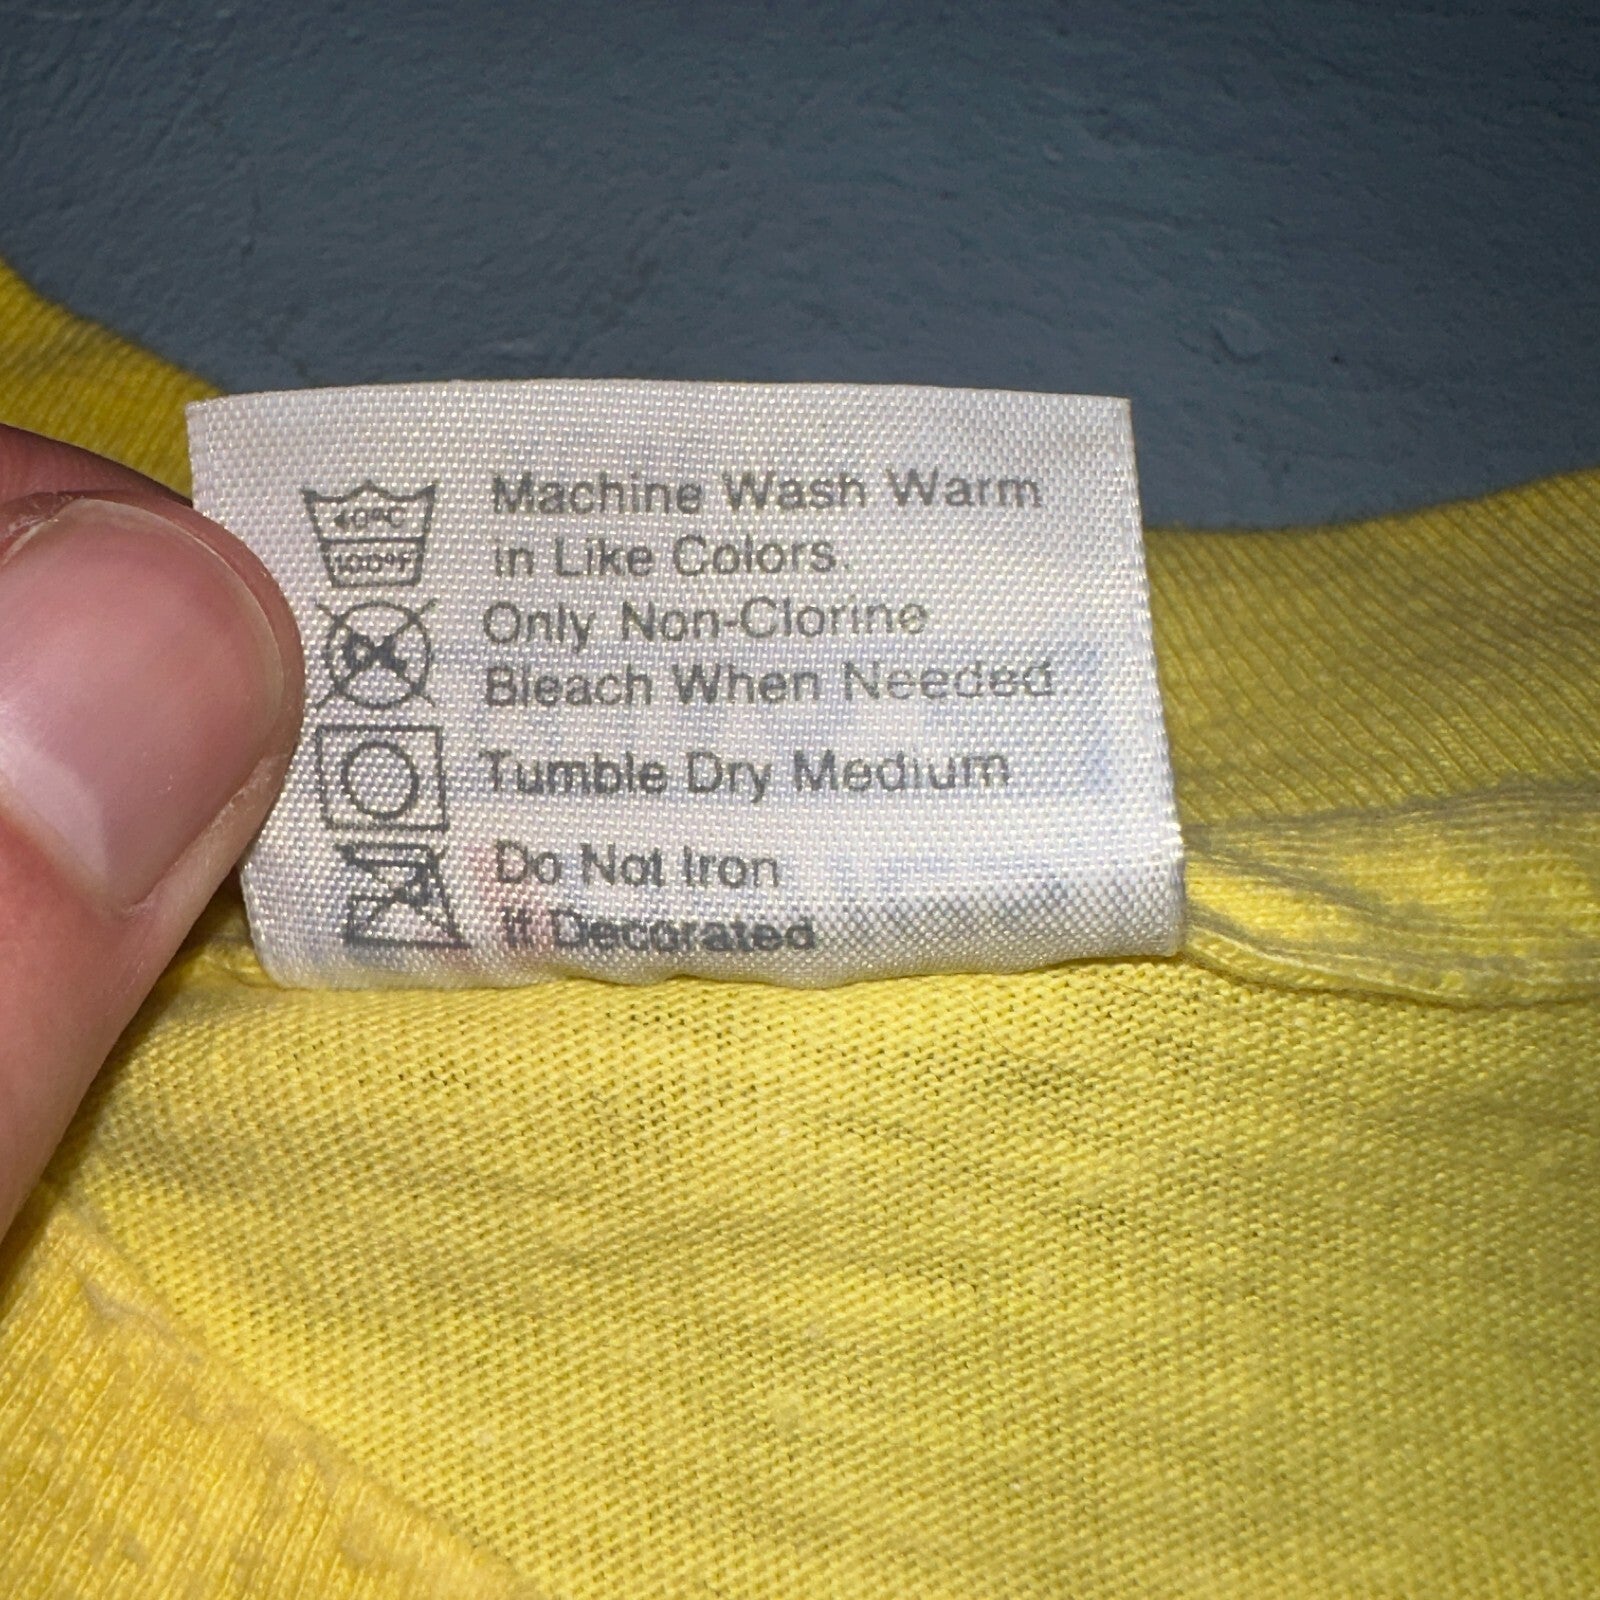 40°C
100°F
Machine Wash Warm
in Like Colors.
Only Non-Clorine
Bleach When Needed
Tumble Dry Medium
Do Not Iron
If Decorated